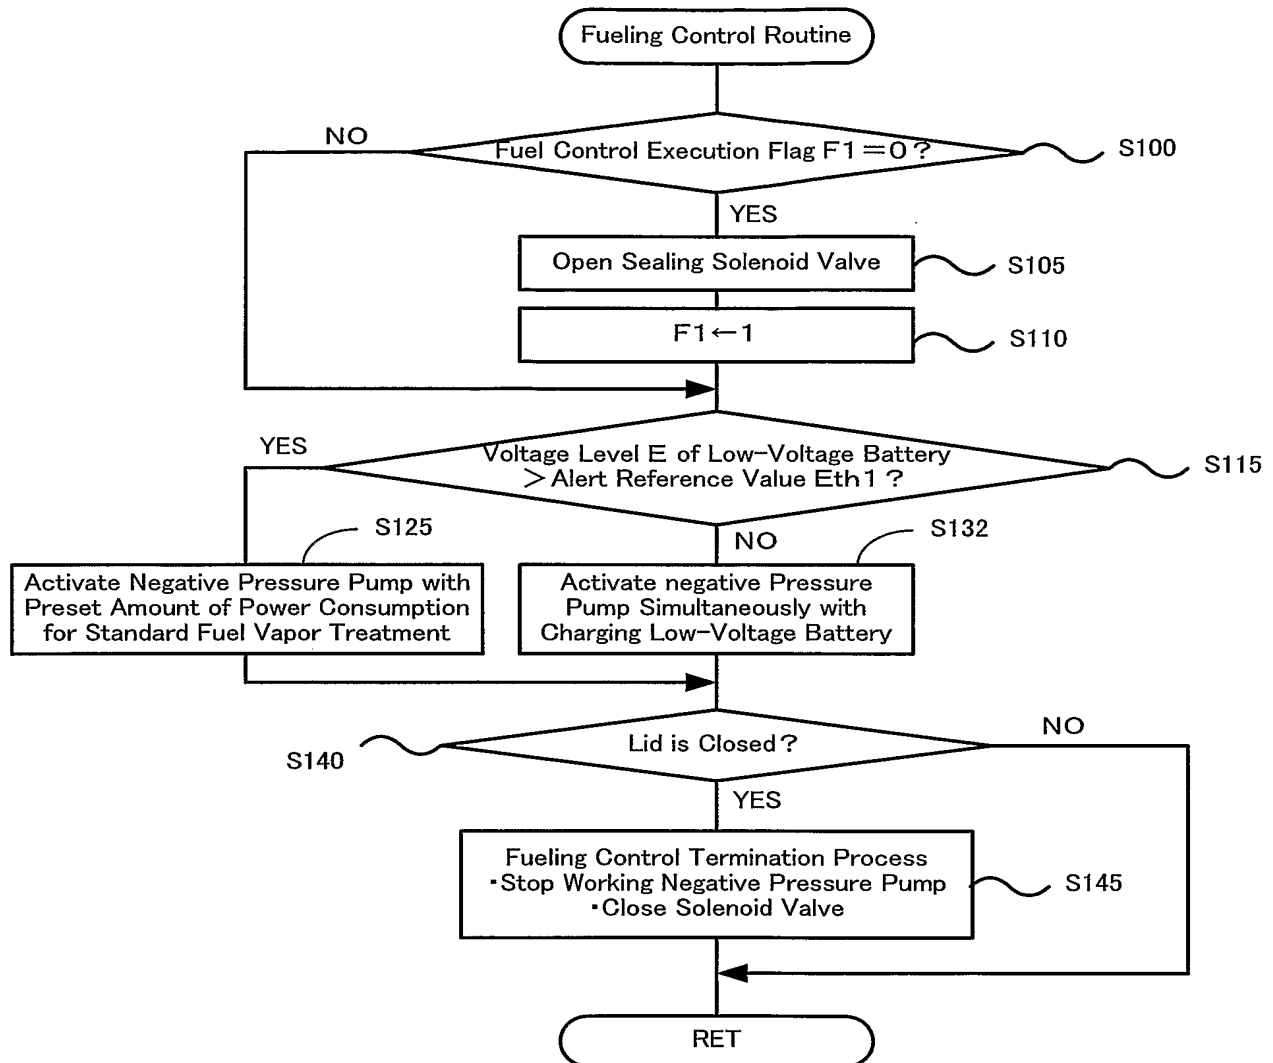 Fueling Control Routine
NO
Fuel Control Execution Flag F1=0?
S100
YES
Open Sealing Solenoid Valve
S105
F1←1
S110
YES
Voltage Level E of Low-Voltage Battery
>Alert Reference Value Eth1?
S115
S125
NO
S132
Activate Negative Pressure Pump with
Preset Amount of Power Consumption
for Standard Fuel Vapor Treatment
Activate negative Pressure
Pump Simultaneously with
Charging Low-Voltage Battery
NO
Lid is Closed?
S140
YES
Fueling Control Termination Process
・Stop Working Negative Pressure Pump
・Close Solenoid Valve
S145
RET